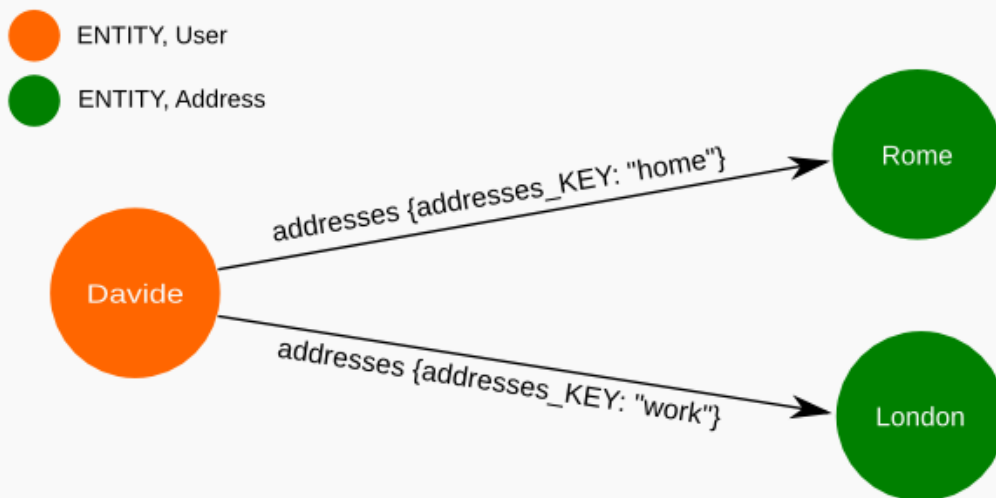 ENTITY, User
ENTITY, Address
Rome
addresses {addresses_KEY: "home"}
Davide
addresses {addresses_KEY: "work"}
London